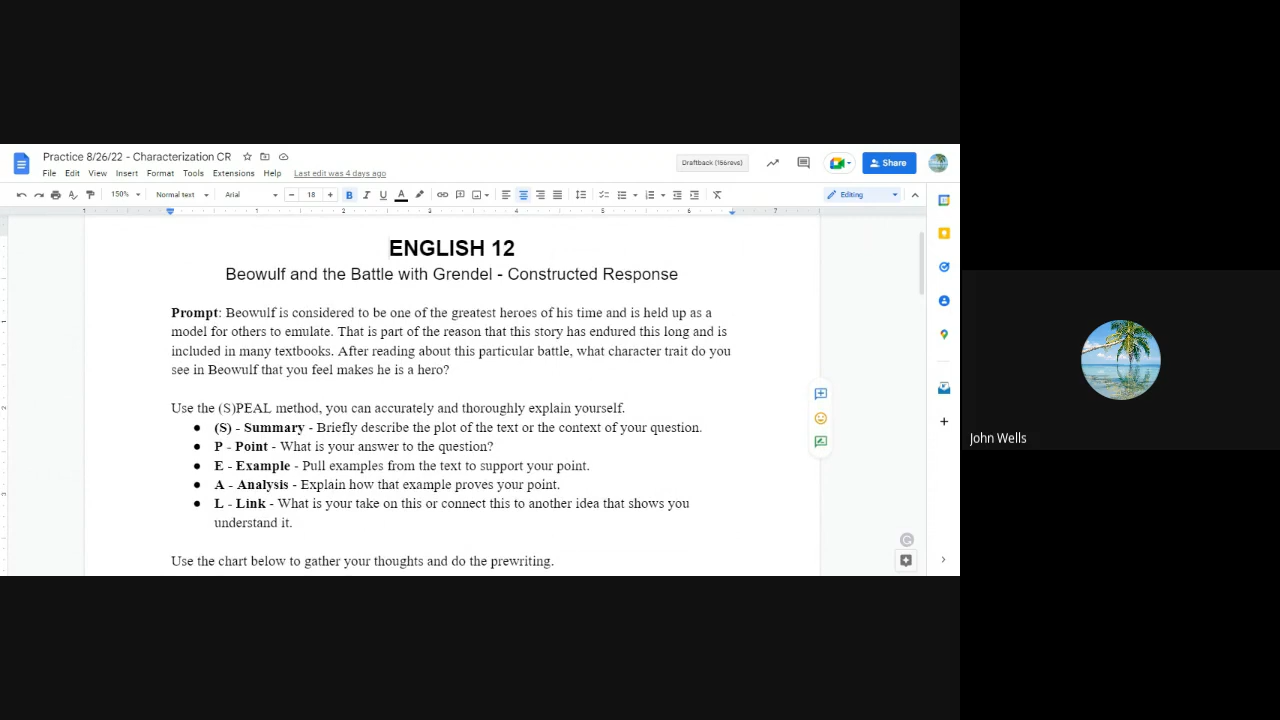 Practice 8/26/22 - Characterization CR
Draftback (156revs)
Share
File Edit View Insert Format Tools Extensions Help Last edit was 4 days ago
150% Normal text Arial 18 B I U A Editing
1 1 2 3 4 5 6 7
ENGLISH 12
Beowulf and the Battle with Grendel - Constructed Response
Prompt: Beowulf is considered to be one of the greatest heroes of his time and is held up as a
model for others to emulate. That is part of the reason that this story has endured this long and is
included in many textbooks. After reading about this particular battle, what character trait do you
see in Beowulf that you feel makes he is a hero?
Use the (S)PEAL method, you can accurately and thoroughly explain yourself.
● (S) - Summary - Briefly describe the plot of the text or the context of your question.
● P - Point - What is your answer to the question?
● E - Example - Pull examples from the text to support your point.
● A - Analysis - Explain how that example proves your point.
● L - Link - What is your take on this or connect this to another idea that shows you
understand it.
Use the chart below to gather your thoughts and do the prewriting.
John Wells